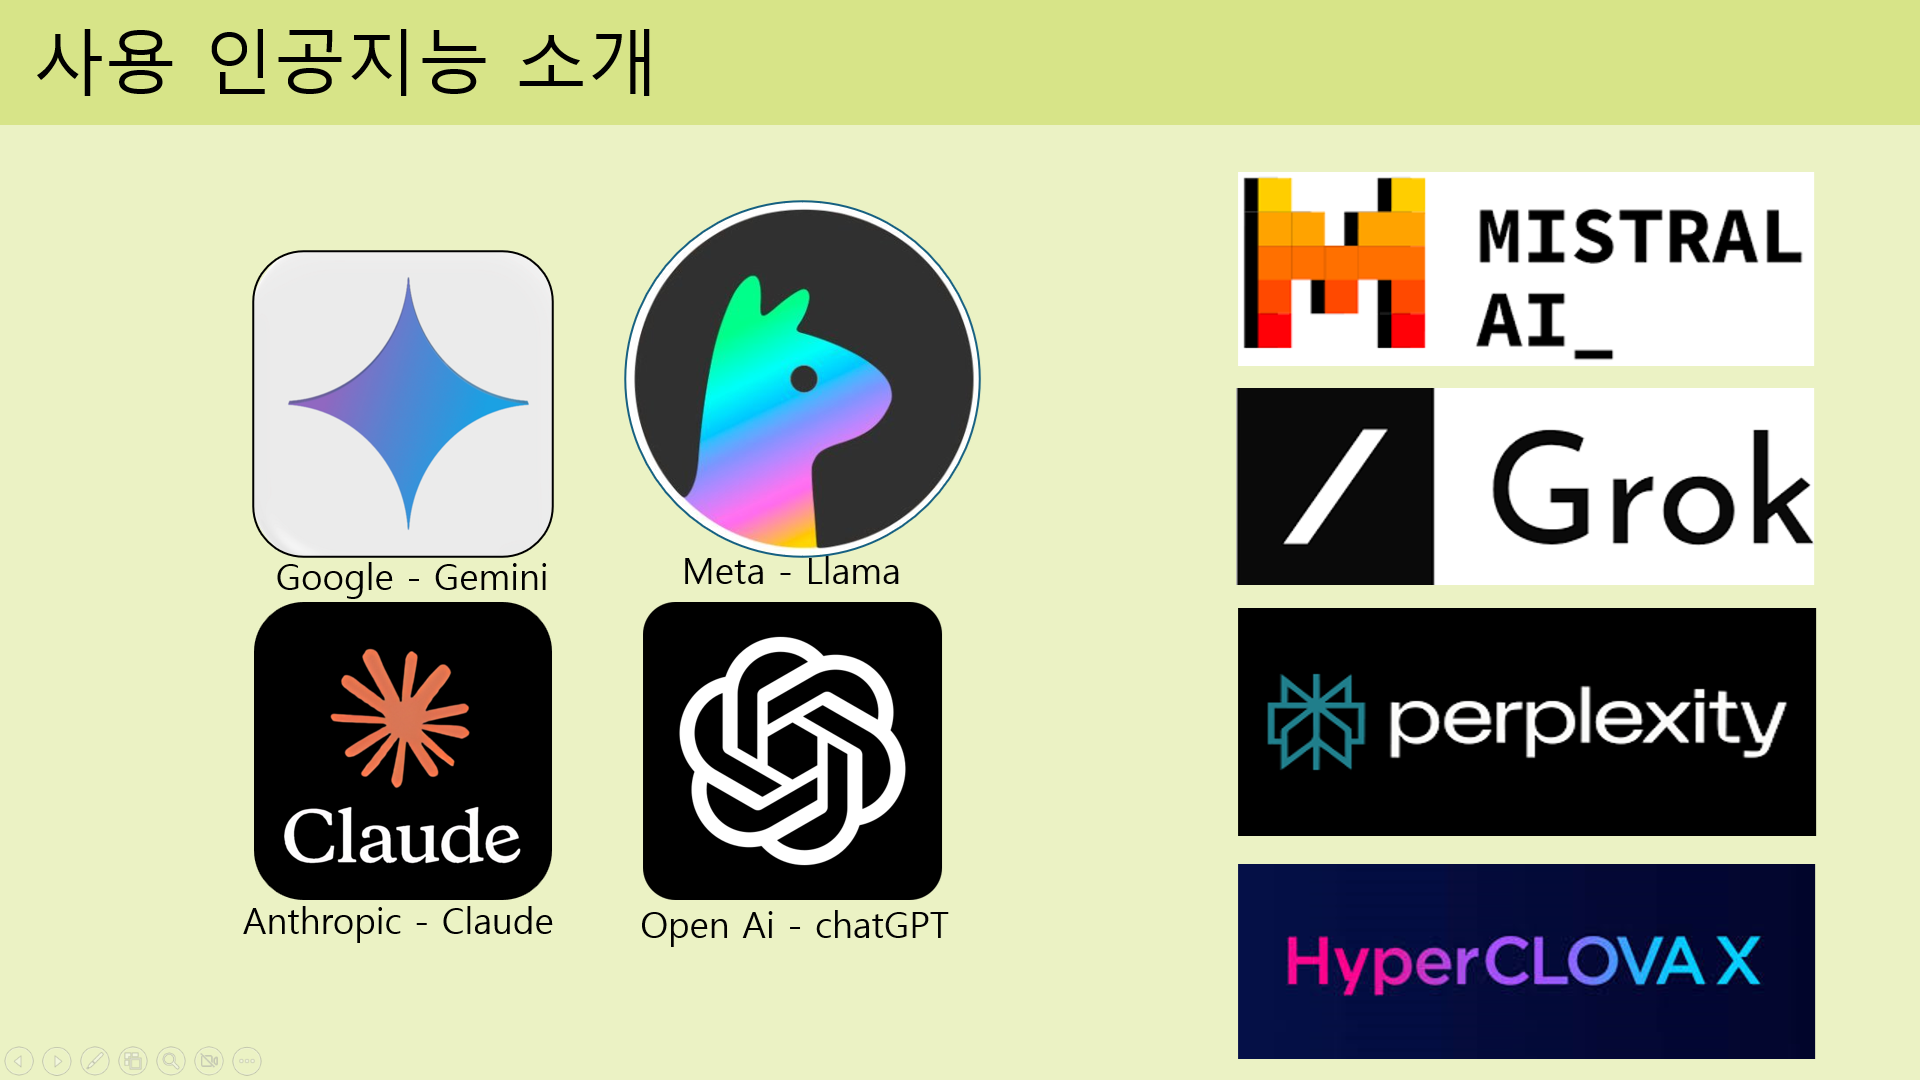 사용 인공지능 소개
Google - Gemini
Meta - Llama
Claude
Anthropic - Claude
Open Ai - chatGPT
MISTRAL
AI_
Grok
perplexity
HyperCLOVA X